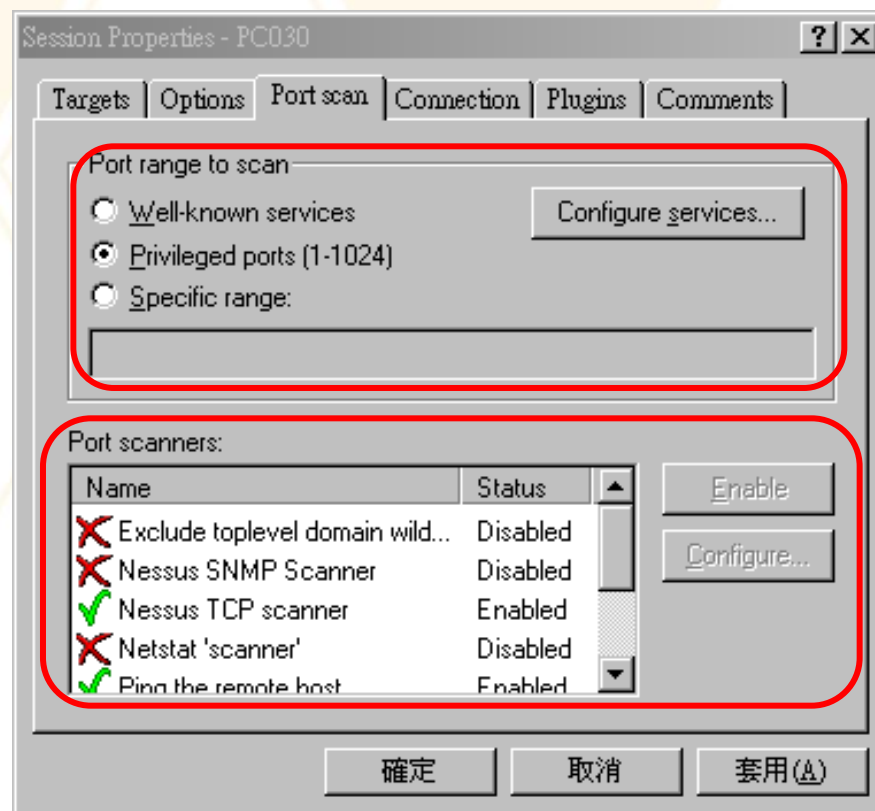 Session Properties - PC030
Targets Options Port scan Connection Plugins Comments
Port range to scan
Well-known services Configure services...
Privileged ports (1-1024)
Specific range:
Port scanners:
Name Status Enable
Exclude toplevel domain wild... Disabled
Nessus SNMP Scanner Disabled Configure...
Nessus TCP scanner Enabled
Netstat 'scanner' Disabled
Ping the remote host Enabled
確定 取消 套用(A)